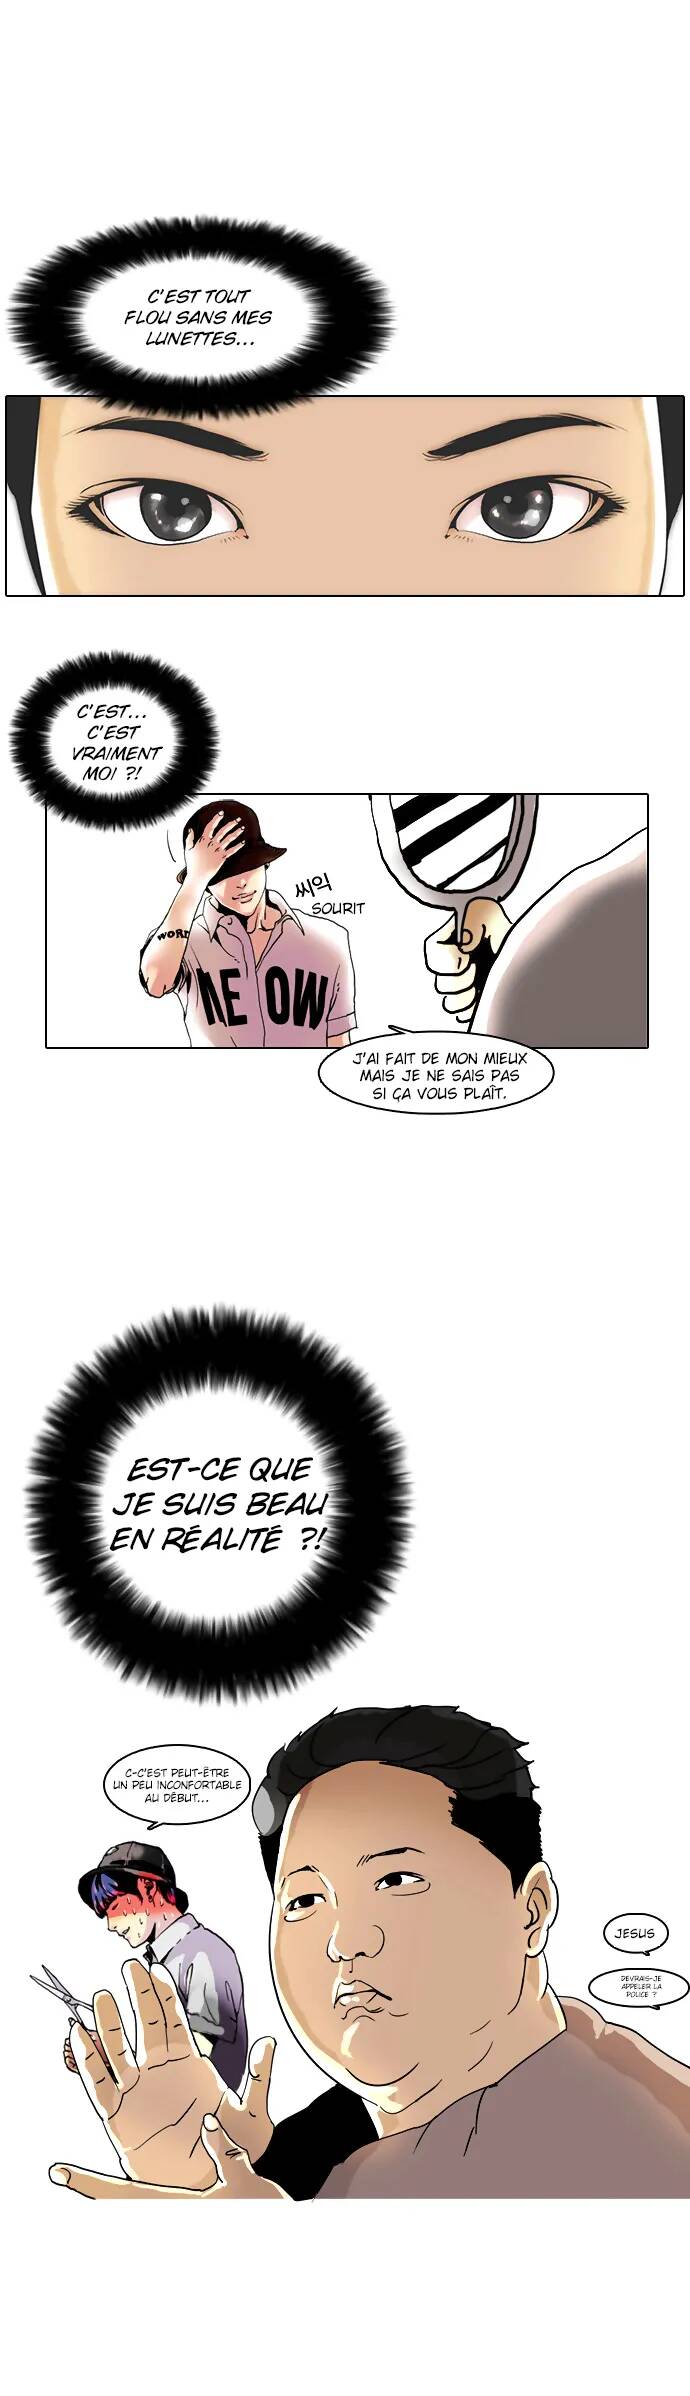 C'EST TOUT
FLOU SANS MES
LUNETTES...
C'EST...
C'EST
VRAIMENT
MOI ?!
씨익
SOURIT
WORD
MEOW
J'AI FAIT DE MON MIEUX
MAIS JE NE SAIS PAS
SI ÇA VOUS PLAÎT.
EST-CE QUE
JE SUIS BEAU
EN RÉALITÉ ?!
C-C'EST PEUT-ÊTRE
UN PEU INCONFORTABLE
AU DÉBUT...
JESUS
DEVRAIS-JE
APPELER LA
POLICE ?